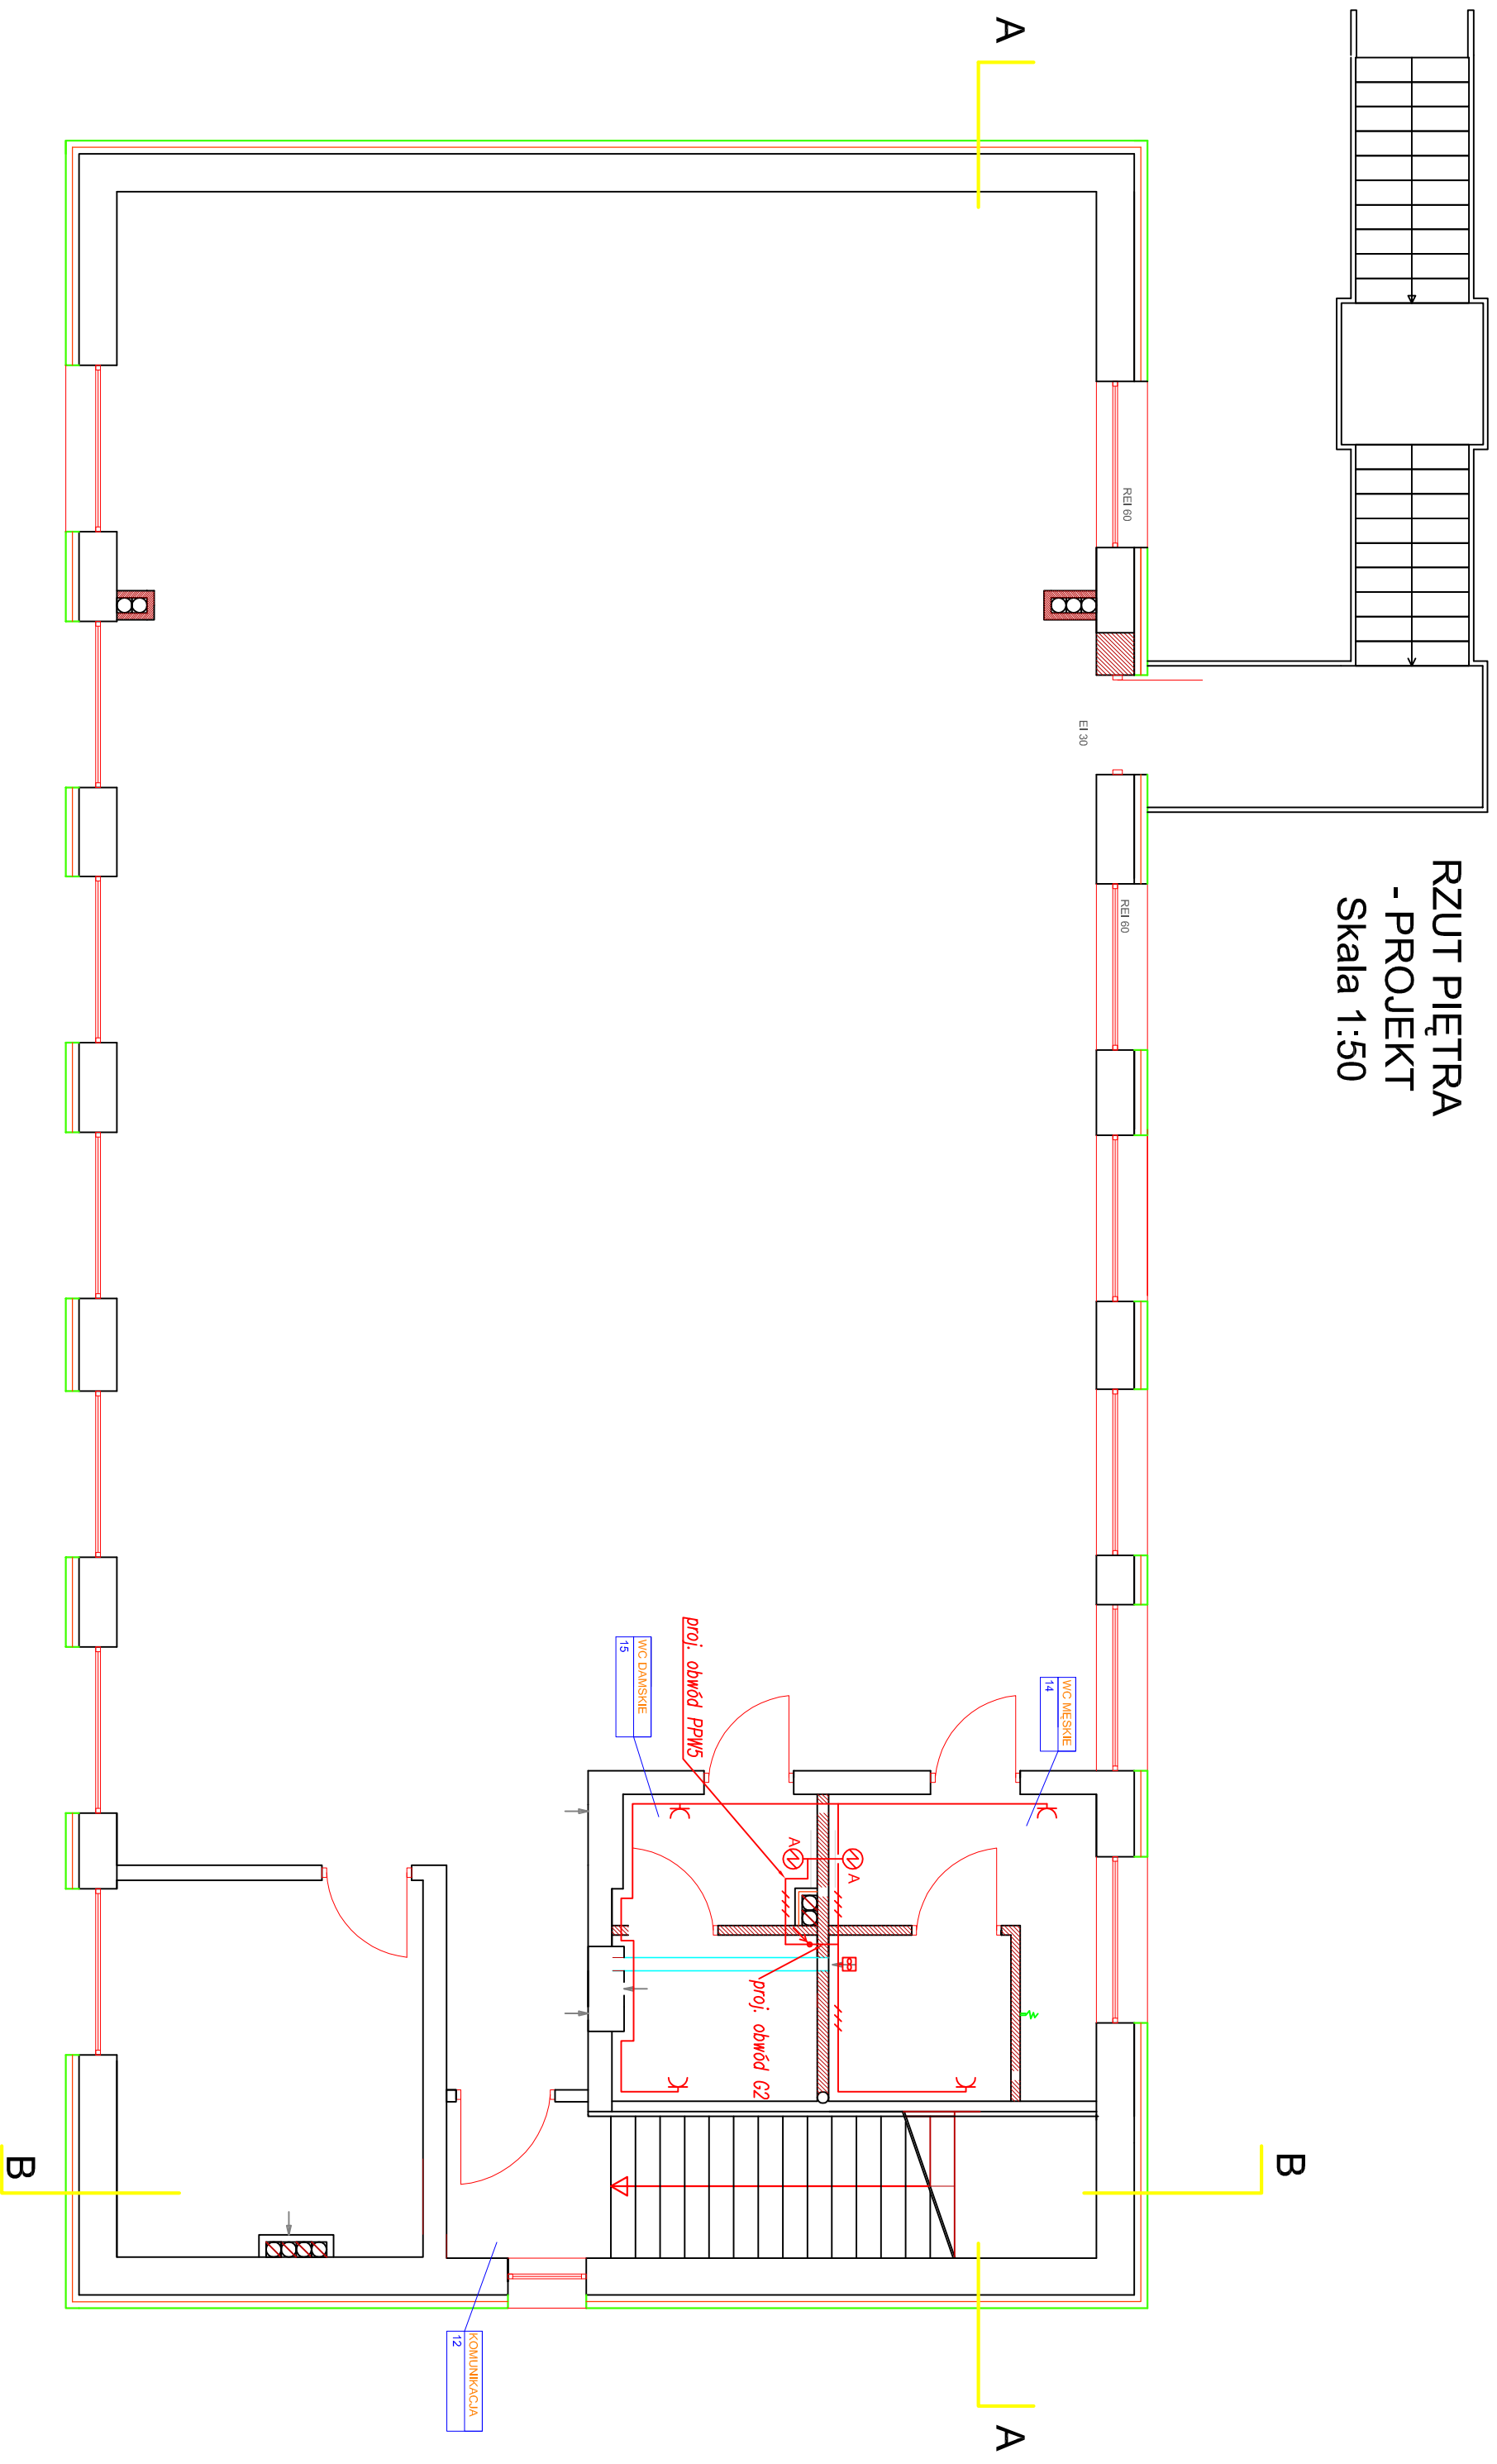 RZUT PIĘTRA
- PROJEKT
Skala 1:50
A
A
B
B
REI 60
EI 30
REI 60
WC MĘSKIE
14
WC DAMSKIE
15
proj. obwód PPW5
A
A
proj. obwód G2
KOMUNIKACJA
12